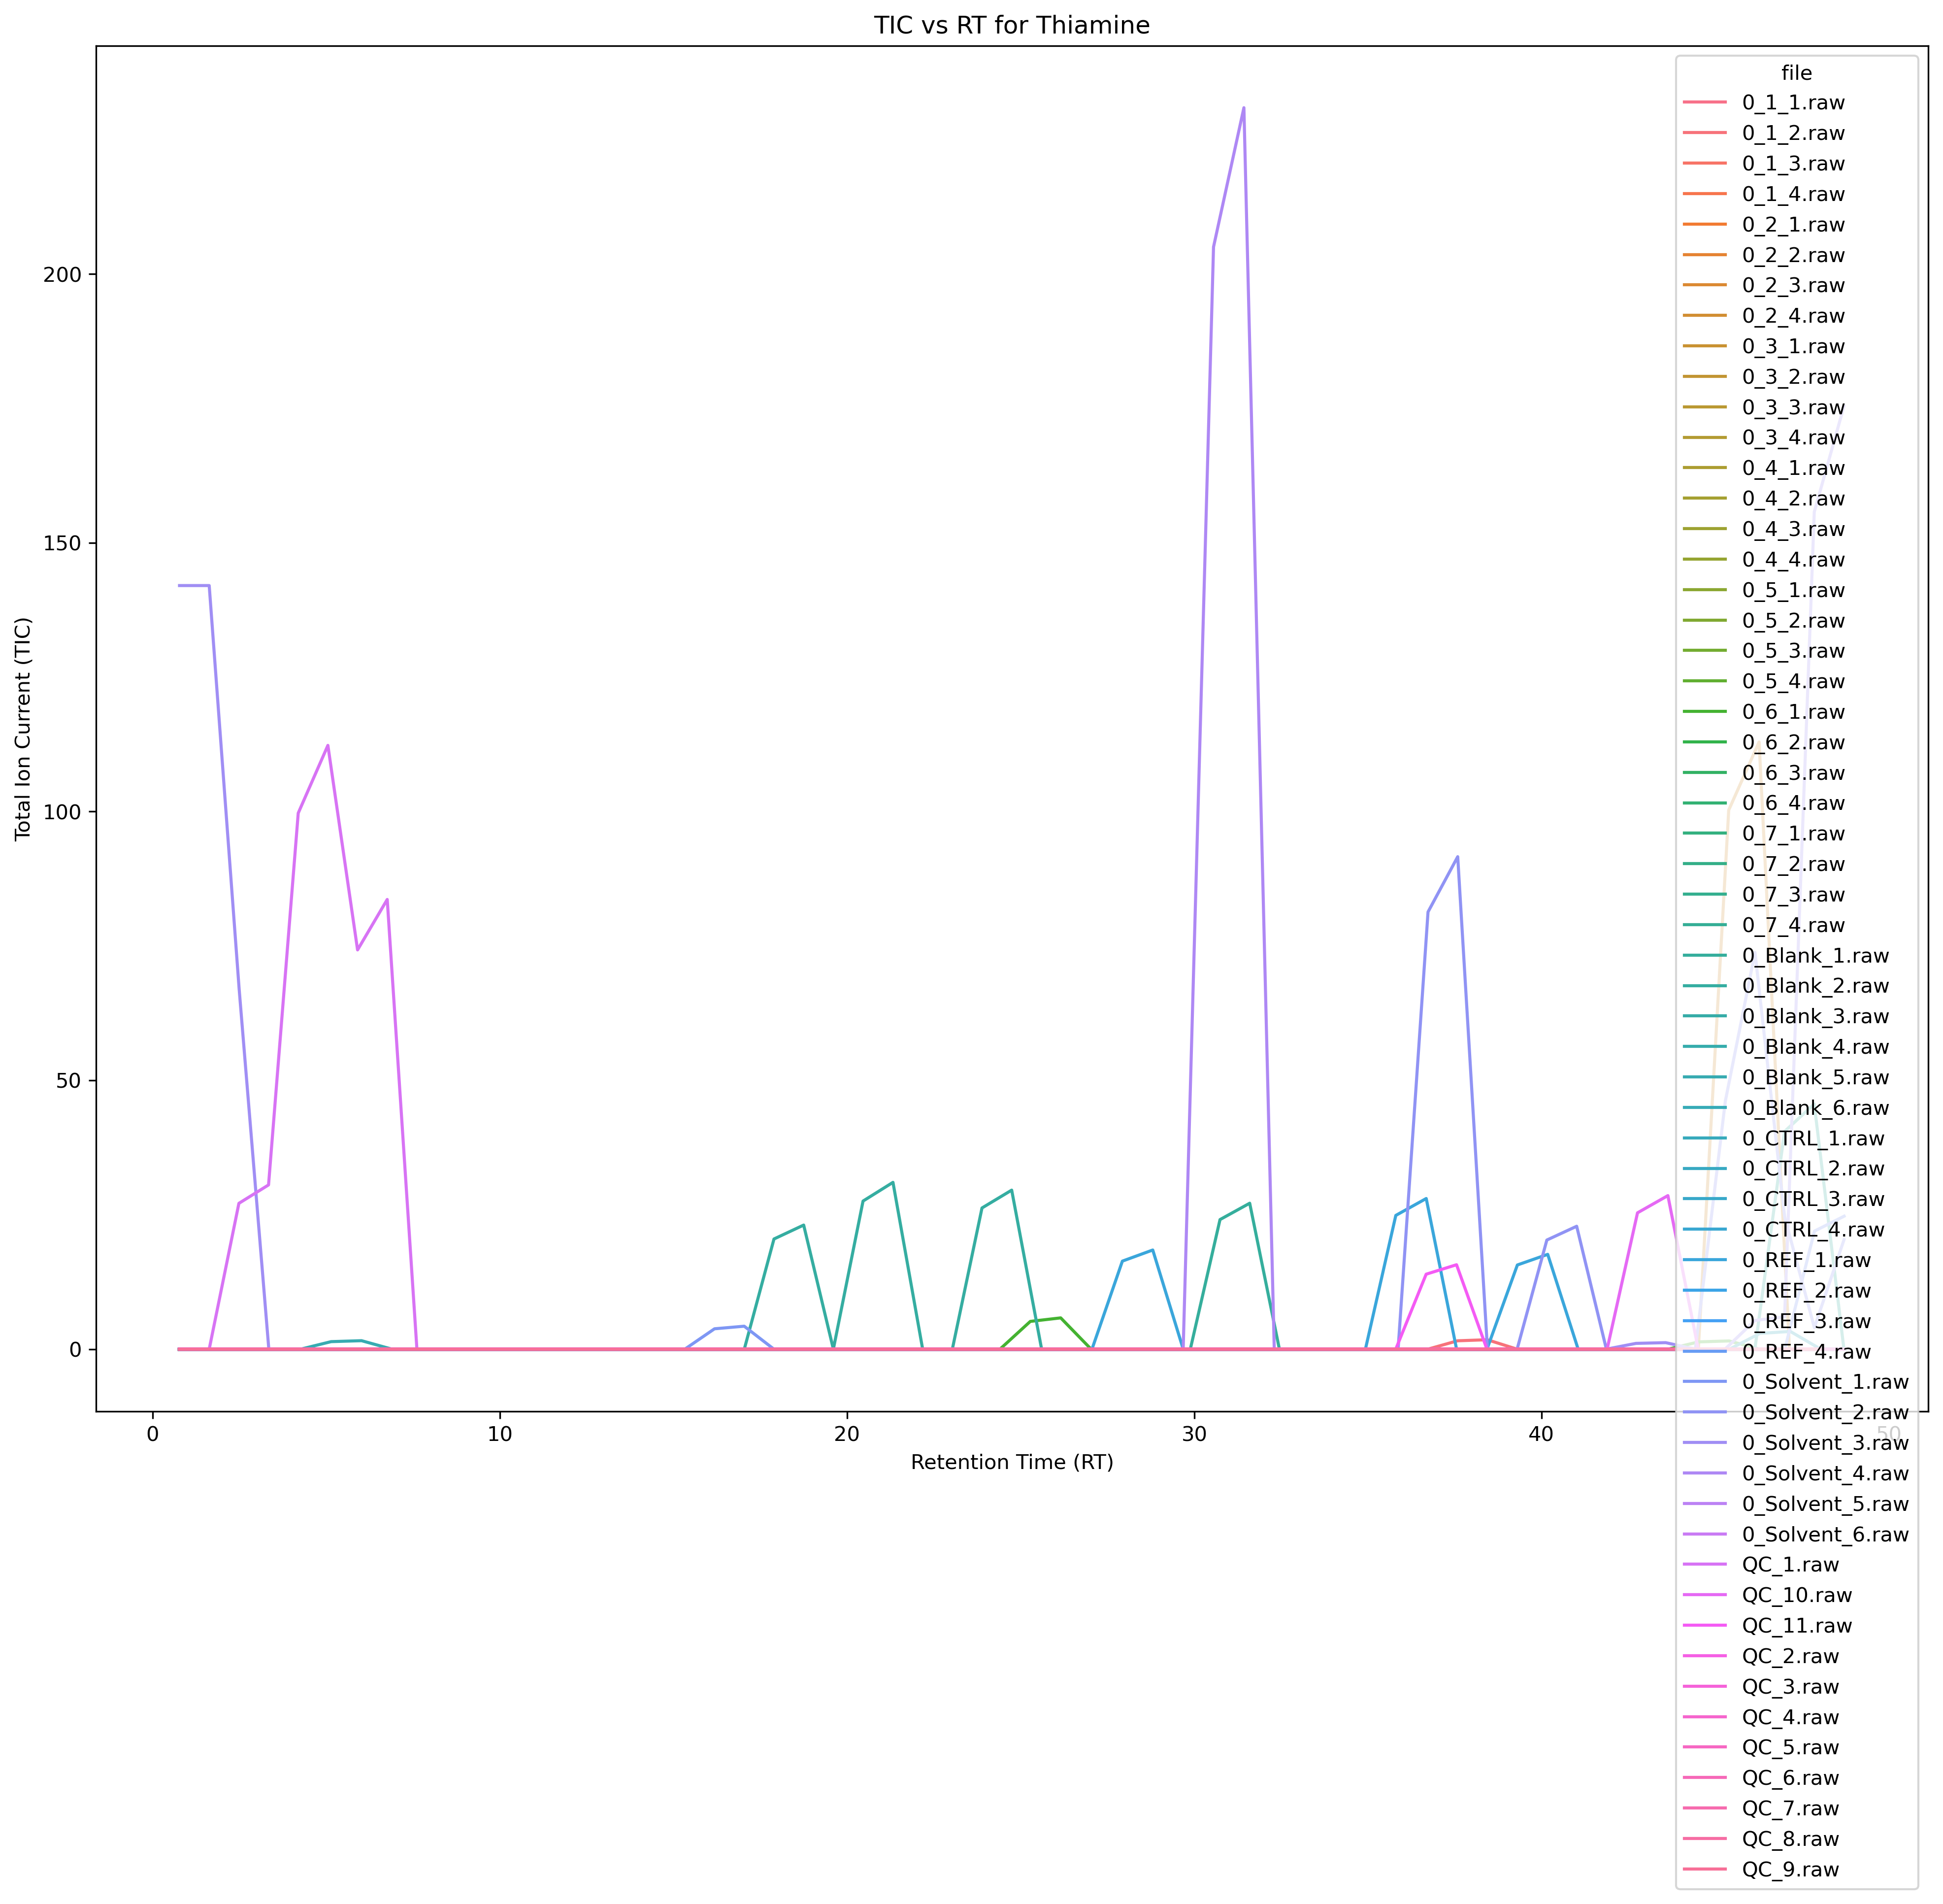 TIC vs RT for Thiamine
Total Ion Current (TIC)
200
150
100
50
0
0
10
20
30
40
50
Retention Time (RT)
file
0_1_1.raw
0_1_2.raw
0_1_3.raw
0_1_4.raw
0_2_1.raw
0_2_2.raw
0_2_3.raw
0_2_4.raw
0_3_1.raw
0_3_2.raw
0_3_3.raw
0_3_4.raw
0_4_1.raw
0_4_2.raw
0_4_3.raw
0_4_4.raw
0_5_1.raw
0_5_2.raw
0_5_3.raw
0_5_4.raw
0_6_1.raw
0_6_2.raw
0_6_3.raw
0_6_4.raw
0_7_1.raw
0_7_2.raw
0_7_3.raw
0_7_4.raw
0_Blank_1.raw
0_Blank_2.raw
0_Blank_3.raw
0_Blank_4.raw
0_Blank_5.raw
0_Blank_6.raw
0_CTRL_1.raw
0_CTRL_2.raw
0_CTRL_3.raw
0_CTRL_4.raw
0_REF_1.raw
0_REF_2.raw
0_REF_3.raw
0_REF_4.raw
0_Solvent_1.raw
0_Solvent_2.raw
0_Solvent_3.raw
0_Solvent_4.raw
0_Solvent_5.raw
0_Solvent_6.raw
QC_1.raw
QC_10.raw
QC_11.raw
QC_2.raw
QC_3.raw
QC_4.raw
QC_5.raw
QC_6.raw
QC_7.raw
QC_8.raw
QC_9.raw